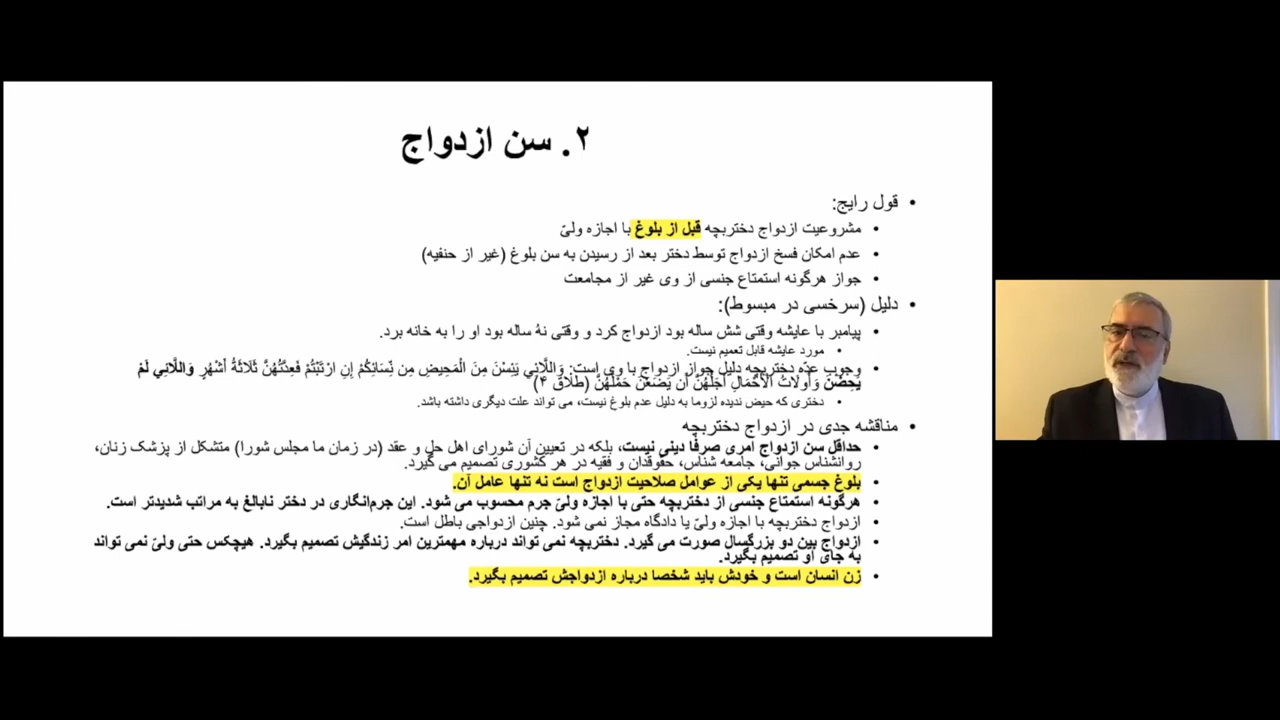 ۲. سن ازدواج
• قول رایج:
• مشروعیت ازدواج دختربچه قبل از بلوغ با اجازه ولیّ
• عدم امکان فسخ ازدواج توسط دختر بعد از رسیدن به سن بلوغ (غیر از حنفیه)
• جواز هرگونه استمتاع جنسی از وی غیر از مجامعت
• دلیل (سرخسی در مبسوط):
• پیامبر با عایشه وقتی شش ساله بود ازدواج کرد و وقتی نهٔ ساله بود او را به خانه برد.
• مورد عایشه قابل تعمیم نیست.
• وجوب عدّه دختربچه دلیل جواز ازدواج با وی است: وَاللَّائِي يَئِسْنَ مِنَ الْمَحِيضِ مِن نِّسَائِكُمْ إِنِ ارْتَبْتُمْ فَعِدَّتُهُنَّ ثَلَاثَةُ أَشْهُرٍ وَاللَّائِي لَمْ
يَحِضْنَ وَأُولَاتُ الْأَحْمَالِ أَجَلُهُنَّ أَن يَضَعْنَ حَمْلَهُنَّ (طلاق ۴)
• دختری که حیض ندیده لزوما به دلیل عدم بلوغ نیست، می تواند علت دیگری داشته باشد.
• مناقشه جدی در ازدواج دختربچه
• حداقل سن ازدواج امری صرفًا دینی نیست، بلکه در تعیین آن شورای اهل حل و عقد (در زمان ما مجلس شورا) متشکل از پزشک زنان،
روانشناس جوانی، جامعه شناس، حقوقدان و فقیه در هر کشوری تصمیم می گیرد.
• بلوغ جسمی تنها یکی از عوامل صلاحیت ازدواج است نه تنها عامل آن.
• هرگونه استمتاع جنسی از دختربچه حتی با اجازه ولیّ جرم محسوب می شود. این جرم‌انگاری در دختر نابالغ به مراتب شدیدتر است.
• ازدواج دختربچه با اجازه ولیّ یا دادگاه مجاز نمی شود. چنین ازدواجی باطل است.
• ازدواج بین دو بزرگسال صورت می گیرد. دختربچه نمی تواند درباره مهمترین امر زندگیش تصمیم بگیرد. هیچکس حتی ولیّ نمی تواند
به جای او تصمیم بگیرد.
• زن انسان است و خودش باید شخصا درباره ازدواجش تصمیم بگیرد.